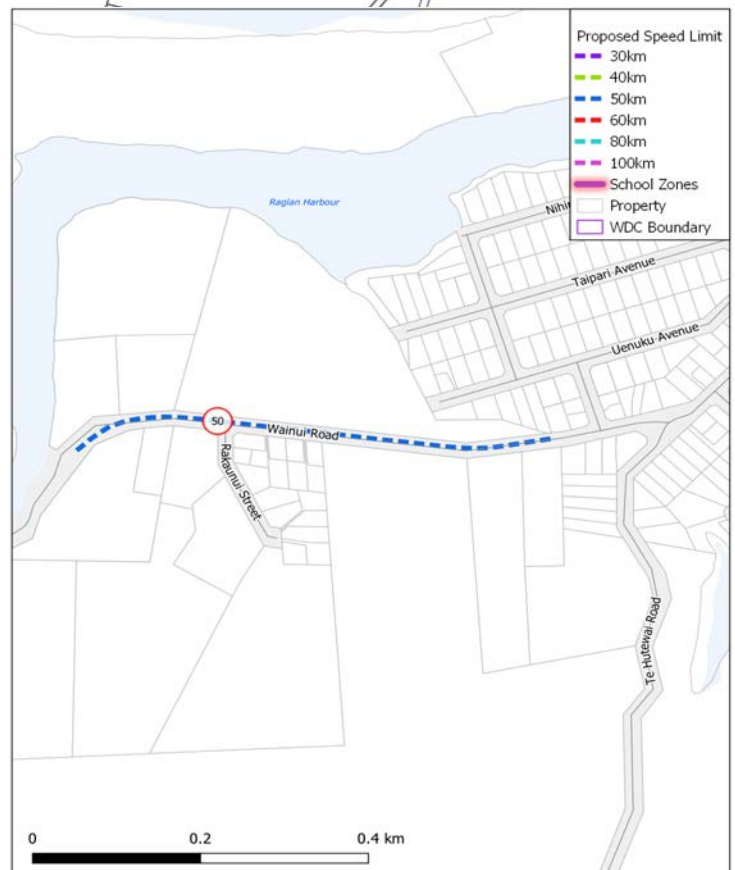 Proposed Speed Limit
30km
40km
50km
60km
80km
100km
School Zones
Property
WDC Boundary
Raglan Harbour
Taipari Avenue
Uenuku Avenue
50
Wainui Road
Rakaunui Street
Te Hutewai Road
0 0.2 0.4 km